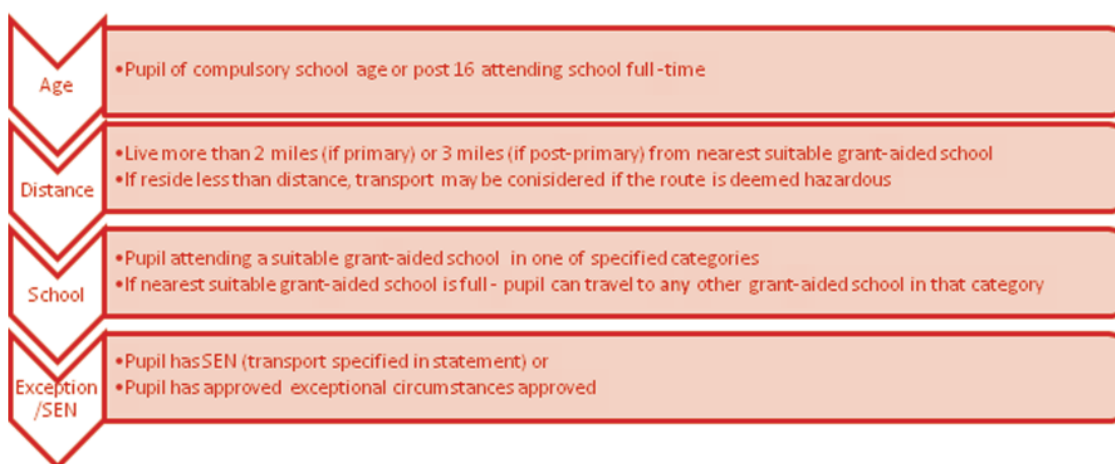 Age
•Pupil of compulsory school age or post 16 attending school full-time
Distance
•Live more than 2 miles (if primary) or 3 miles (if post-primary) from nearest suitable grant-aided school
•If reside less than distance, transport may be conisidered if the route is deemed hazardous
School
•Pupil attending a suitable grant-aided school in one of specified categories
•If nearest suitable grant-aided school is full - pupil can travel to any other grant-aided school in that category
Exception
/SEN
•Pupil has SEN (transport specified in statement) or
•Pupil has approved exceptional circumstances approved